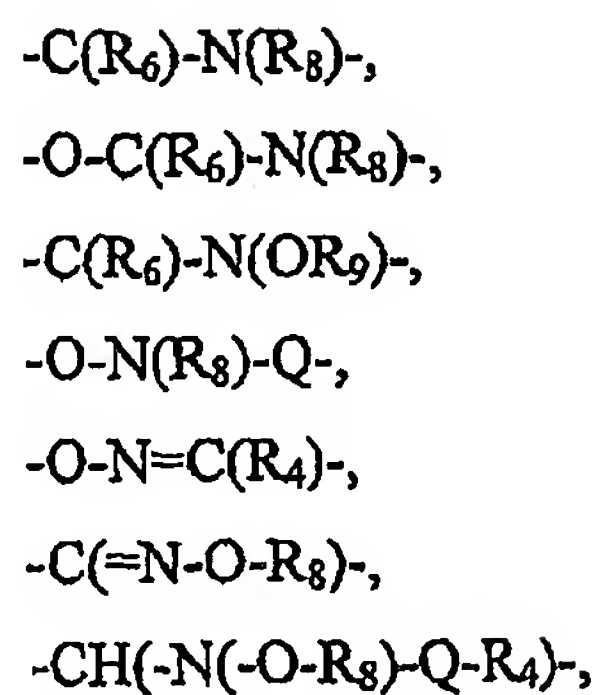 -C(R₆)-N(R₈)-,
-O-C(R₆)-N(R₈)-,
-C(R₆)-N(OR₉)-,
-O-N(R₈)-Q-,
-O-N=C(R₄)-,
-C(=N-O-R₈)-,
-CH(-N(-O-R₈)-Q-R₄)-,